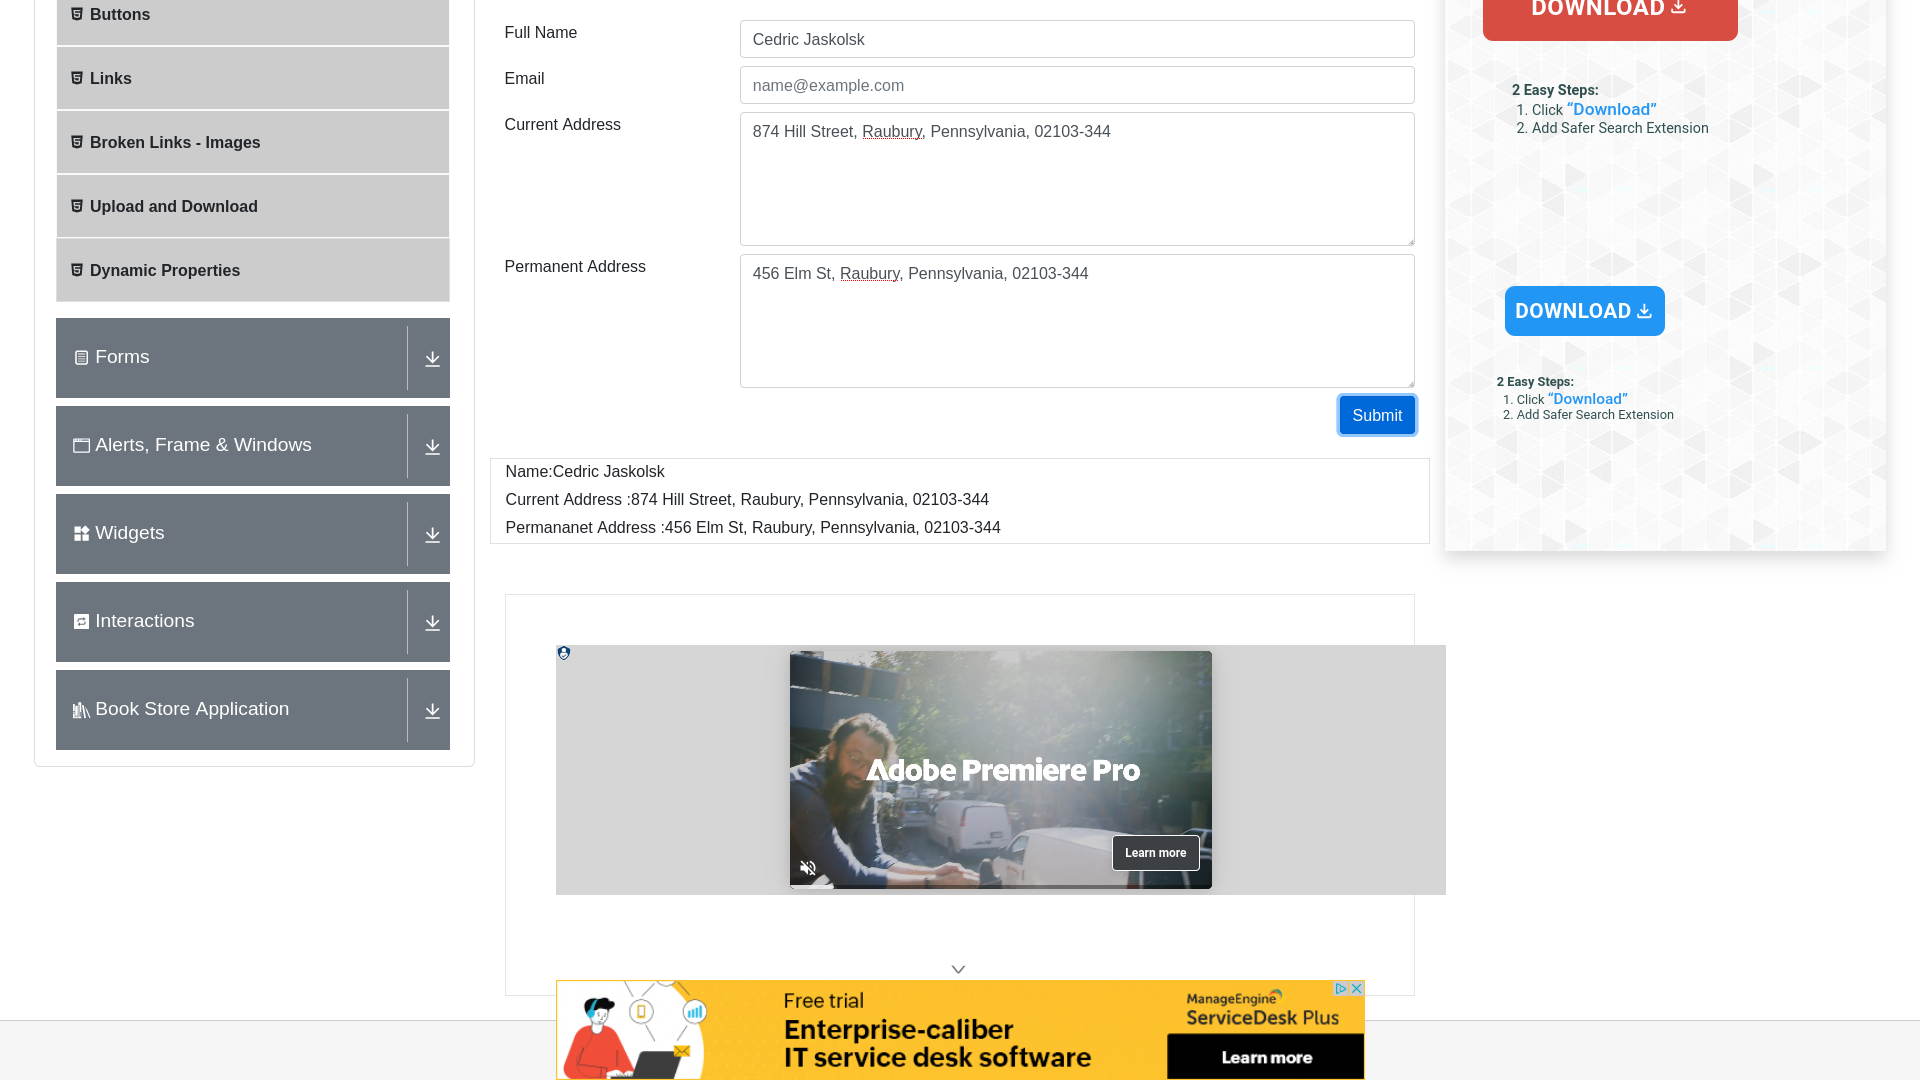 Buttons
Links
Broken Links - Images
Upload and Download
Dynamic Properties
Forms
Alerts, Frame & Windows
Widgets
Interactions
Book Store Application
Full Name
Cedric Jaskolsk
Email
name@example.com
Current Address
874 Hill Street, Raubury, Pennsylvania, 02103-344
Permanent Address
456 Elm St, Raubury, Pennsylvania, 02103-344
Submit
Name:Cedric Jaskolsk
Current Address :874 Hill Street, Raubury, Pennsylvania, 02103-344
Permananet Address :456 Elm St, Raubury, Pennsylvania, 02103-344
Adobe Premiere Pro
Learn more
DOWNLOAD
2 Easy Steps:
1. Click “Download”
2. Add Safer Search Extension
DOWNLOAD
2 Easy Steps:
1. Click “Download”
2. Add Safer Search Extension
Free trial
Enterprise-caliber
IT service desk software
ManageEngine
ServiceDesk Plus
Learn more